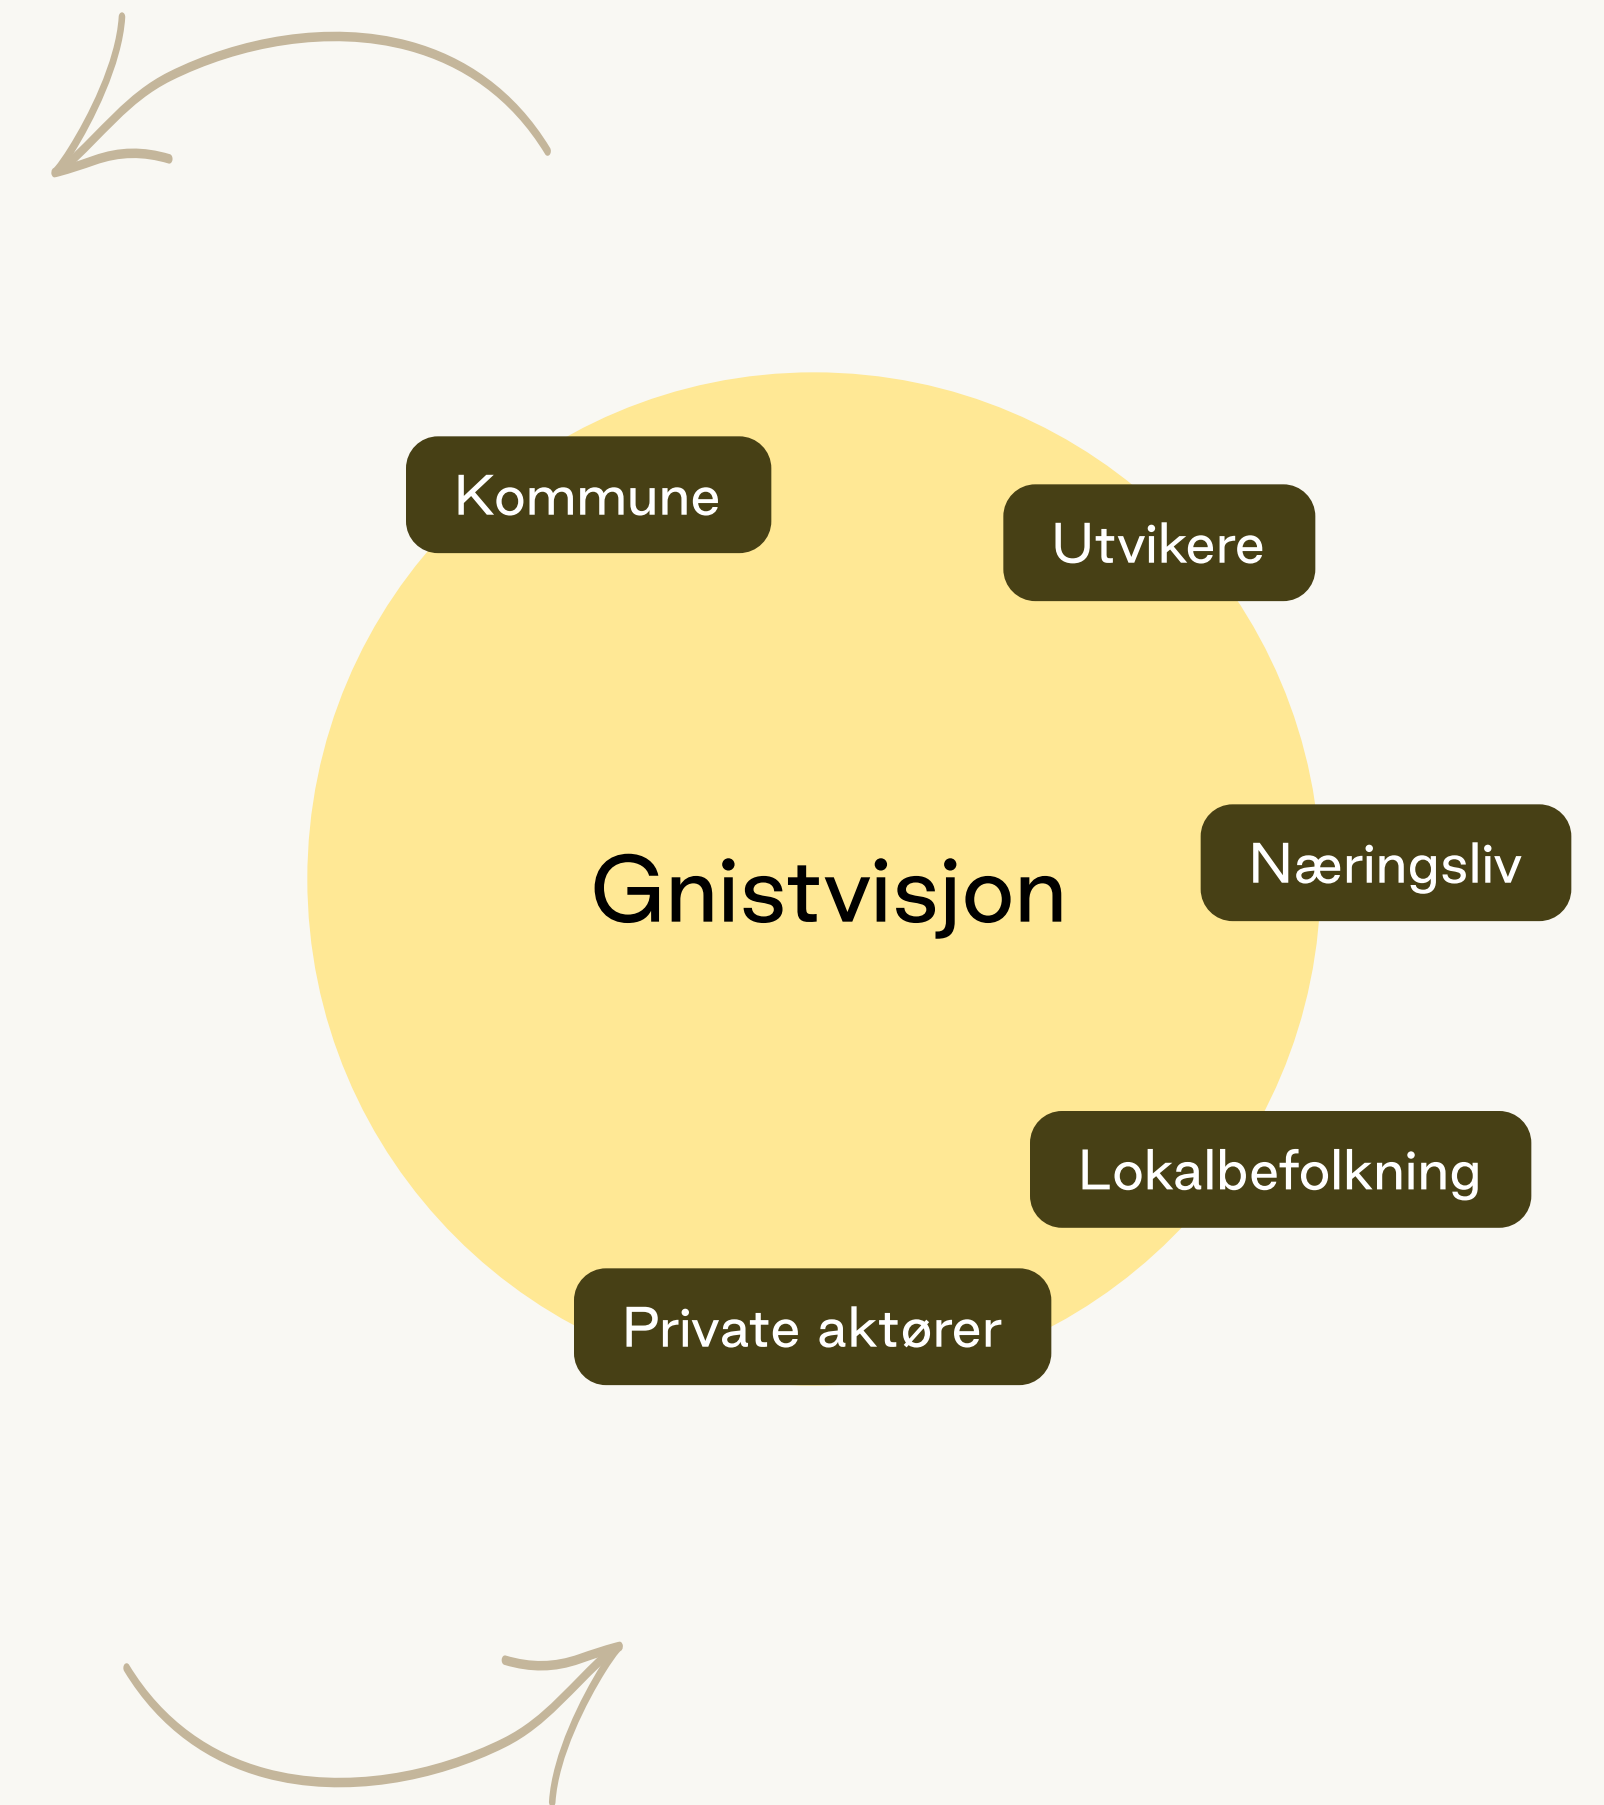 Kommune
Utvikere
Næringsliv
Gnistvisjon
Lokalbefolkning
Private aktører